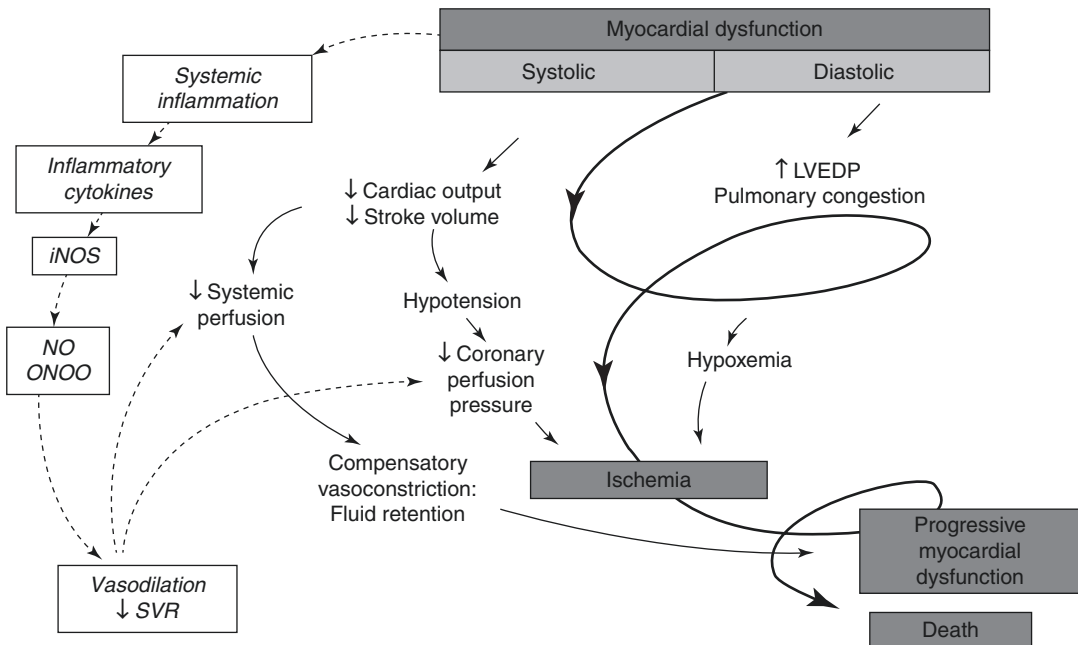 Myocardial dysfunction
Systolic
Diastolic
Systemic
inflammation
Inflammatory
cytokines
iNOS
NO
ONOO
Vasodilation
↓ SVR
↓ Cardiac output
↓ Stroke volume
↓ Systemic
perfusion
Hypotension
↓ Coronary
perfusion
pressure
Compensatory
vasoconstriction:
Fluid retention
↑ LVEDP
Pulmonary congestion
Hypoxemia
Ischemia
Progressive
myocardial
dysfunction
Death